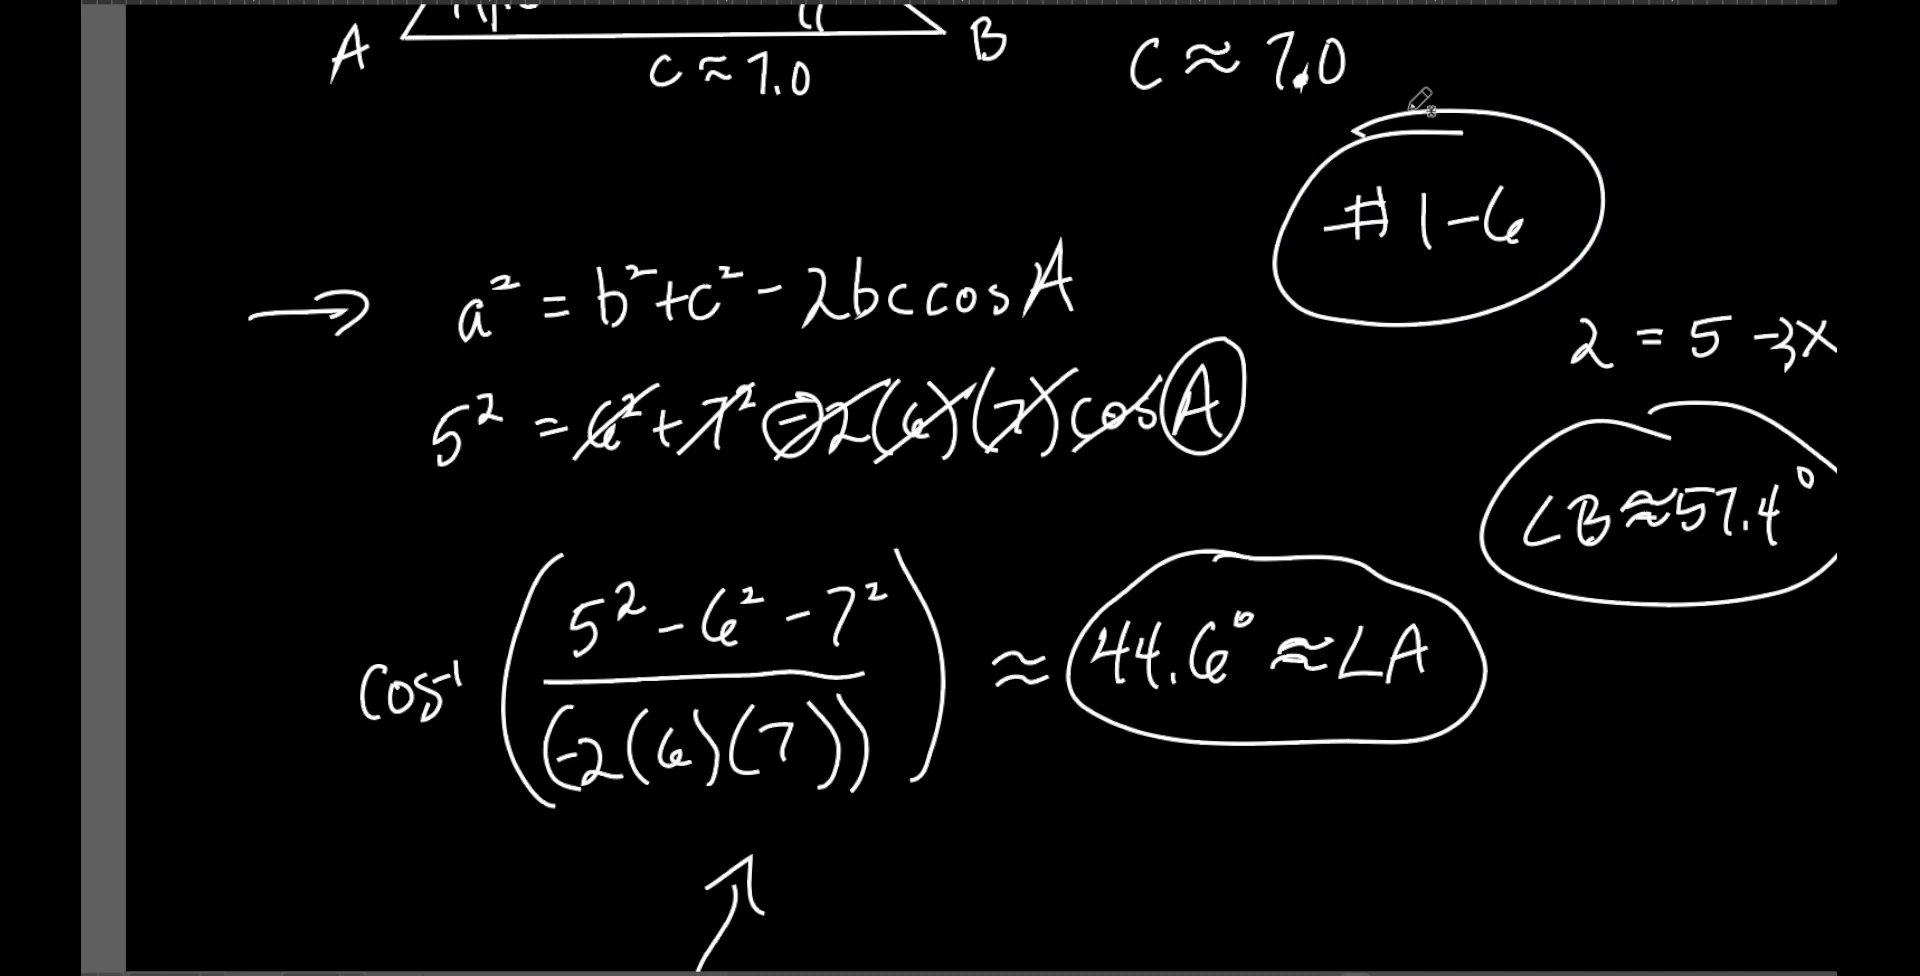 A B
c ≈ 7.0
C ≈ 7.0
#1-6
a² = b² + c² - 2bc cos A
2 = 5 - 3x
5² = 6² + 7² - 2(6)(7) cos A
∠B ≈ 57.4°
cos⁻¹ ( (5² - 6² - 7²) / (-2(6)(7)) ) ≈ 44.6° ≈ ∠A